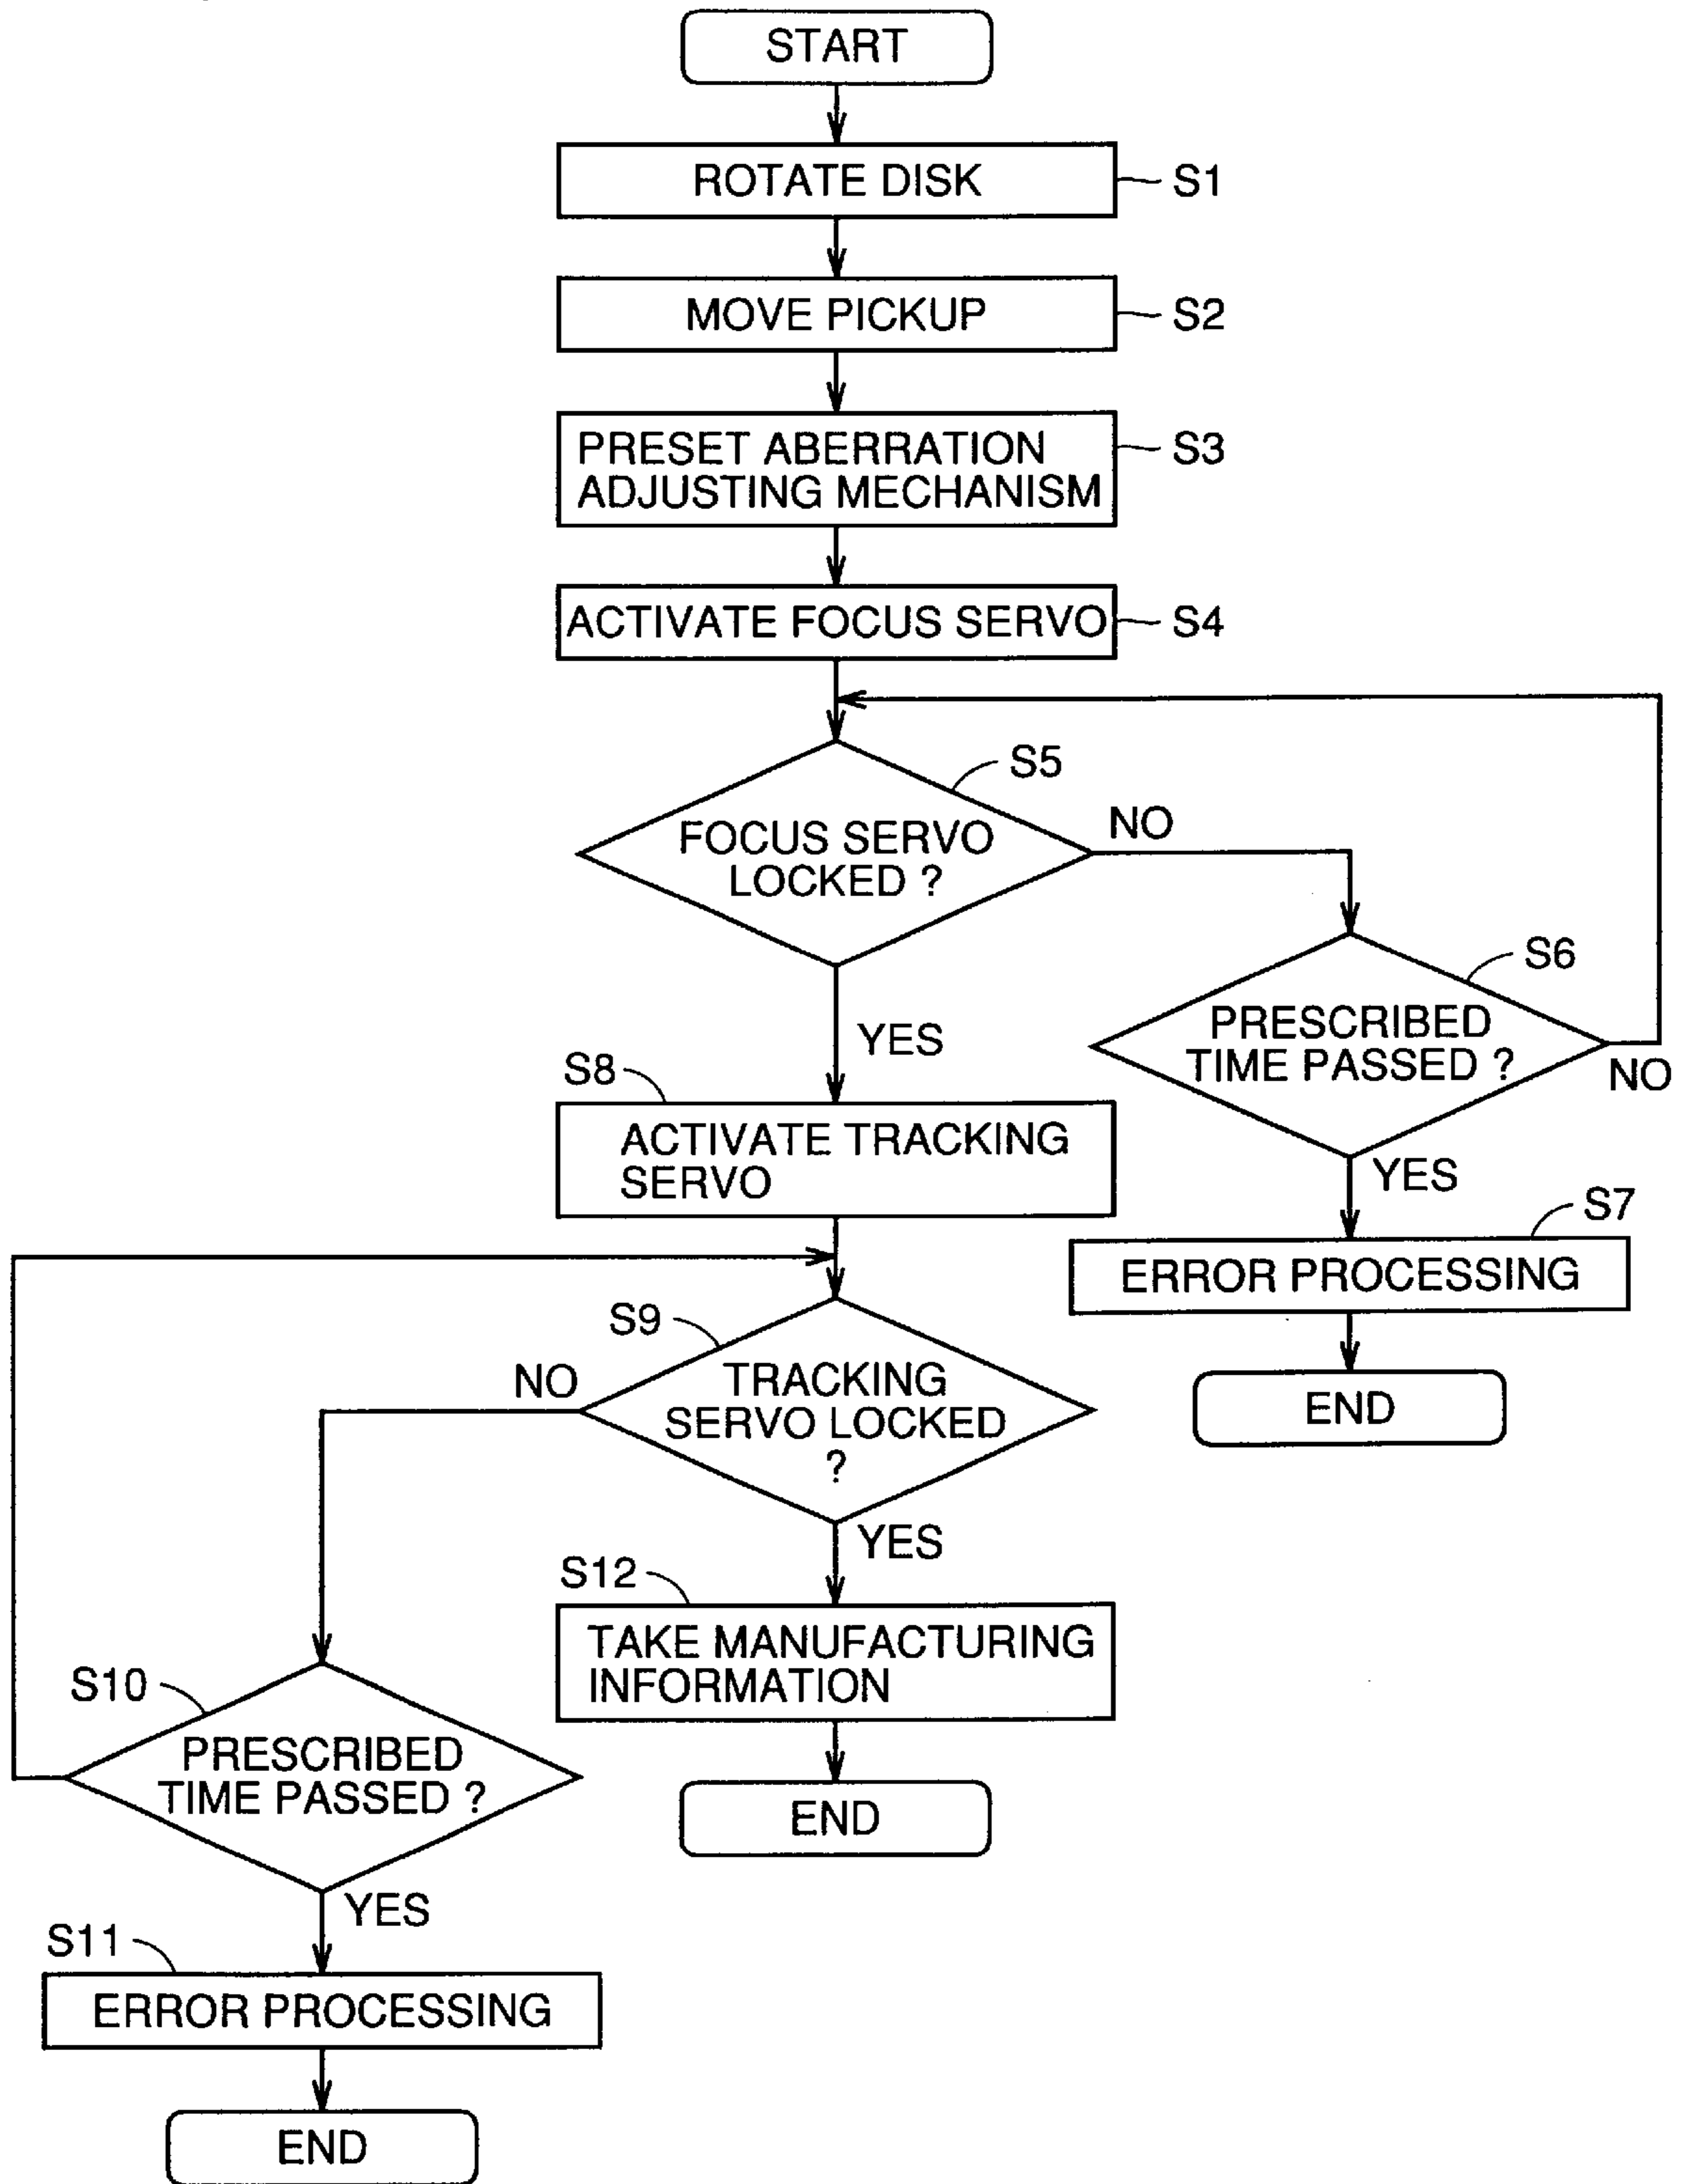 START
ROTATE DISK
S1
MOVE PICKUP
S2
PRESET ABERRATION
ADJUSTING MECHANISM
S3
ACTIVATE FOCUS SERVO
S4
S5
FOCUS SERVO
LOCKED ?
NO
YES
S6
PRESCRIBED
TIME PASSED ?
NO
YES
S7
ERROR PROCESSING
END
S8
ACTIVATE TRACKING
SERVO
S9
TRACKING
SERVO LOCKED
?
NO
YES
S12
TAKE MANUFACTURING
INFORMATION
END
S10
PRESCRIBED
TIME PASSED ?
YES
S11
ERROR PROCESSING
END